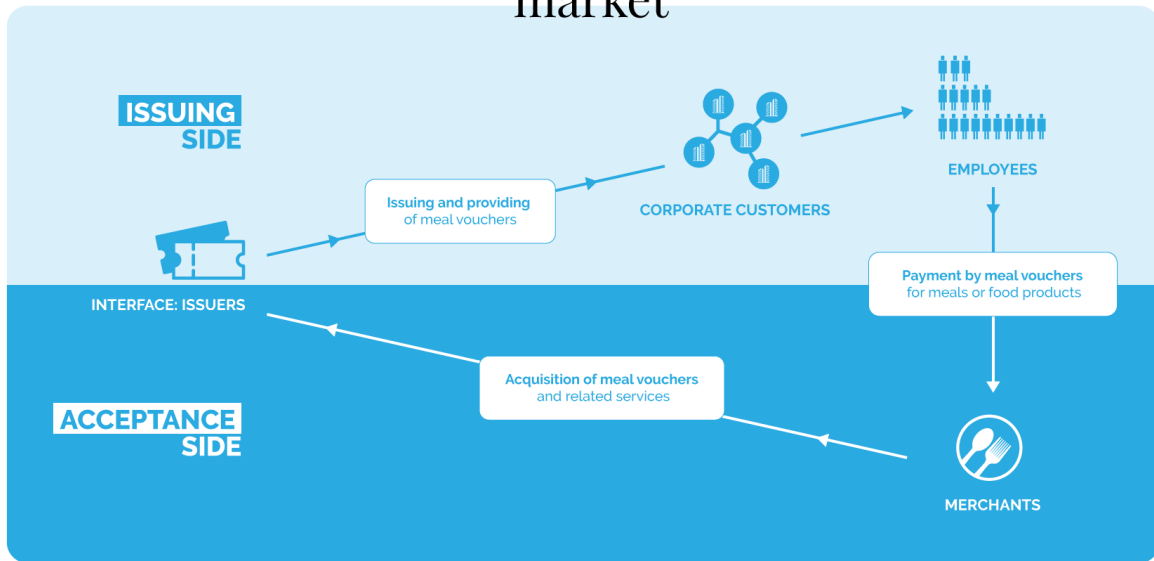 market
ISSUING
SIDE
EMPLOYEES
Issuing and providing
of meal vouchers
CORPORATE CUSTOMERS
INTERFACE: ISSUERS
Payment by meal vouchers
for meals or food products
Acquisition of meal vouchers
and related services
ACCEPTANCE
SIDE
MERCHANTS